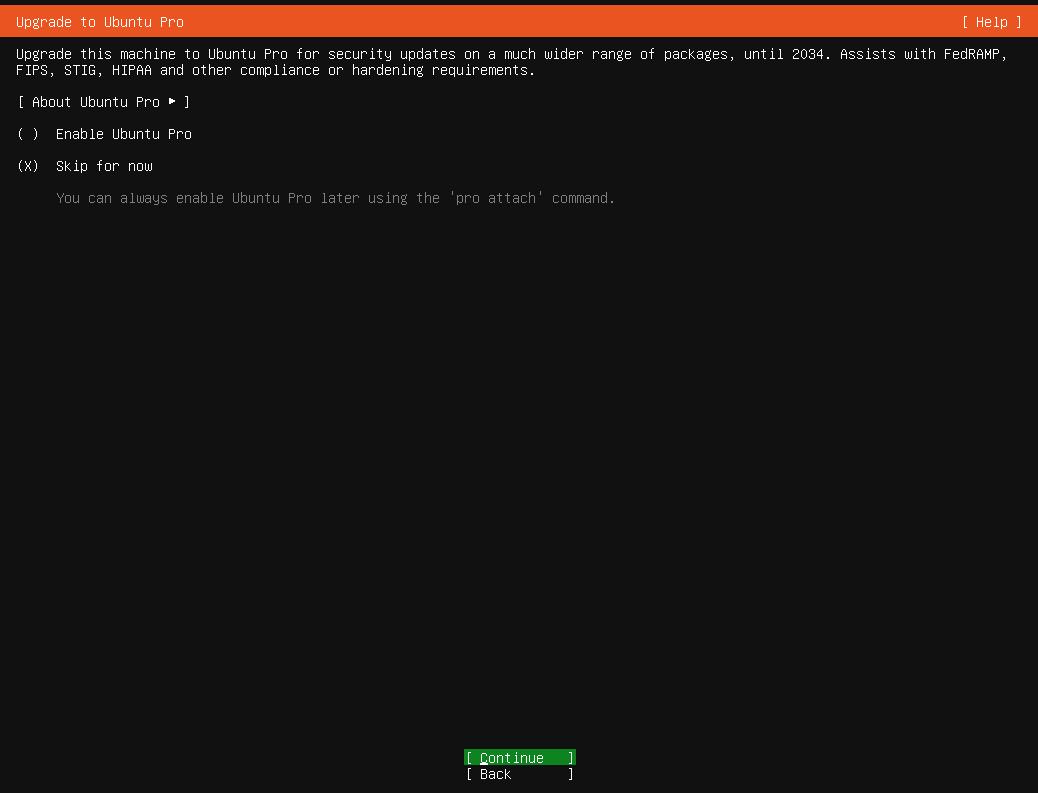 Upgrade to Ubuntu Pro [ Help ]
Upgrade this machine to Ubuntu Pro for security updates on a much wider range of packages, until 2034. Assists with FedRAMP,
FIPS, STIG, HIPAA and other compliance or hardening requirements.
[ About Ubuntu Pro ▸ ]
( ) Enable Ubuntu Pro
(X) Skip for now
You can always enable Ubuntu Pro later using the 'pro attach' command.
[ Continue ]
[ Back ]